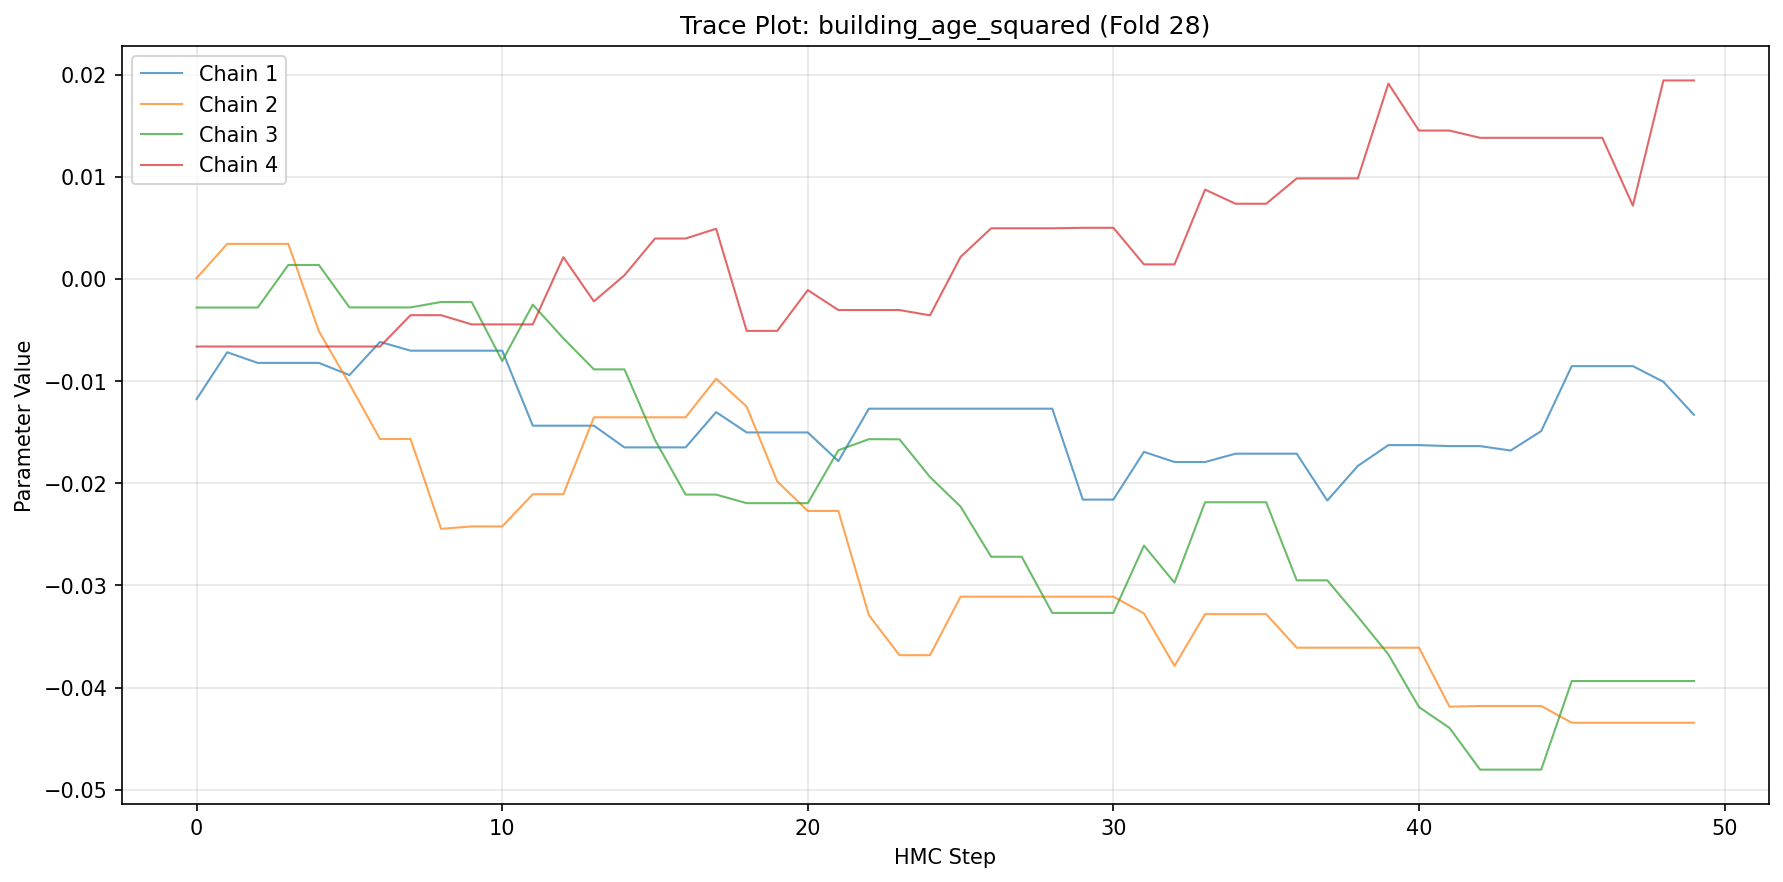 Trace Plot: building_age_squared (Fold 28)
Chain 1
Chain 2
Chain 3
Chain 4
0.02
0.01
0.00
−0.01
−0.02
−0.03
−0.04
−0.05
Parameter Value
0 10 20 30 40 50
HMC Step